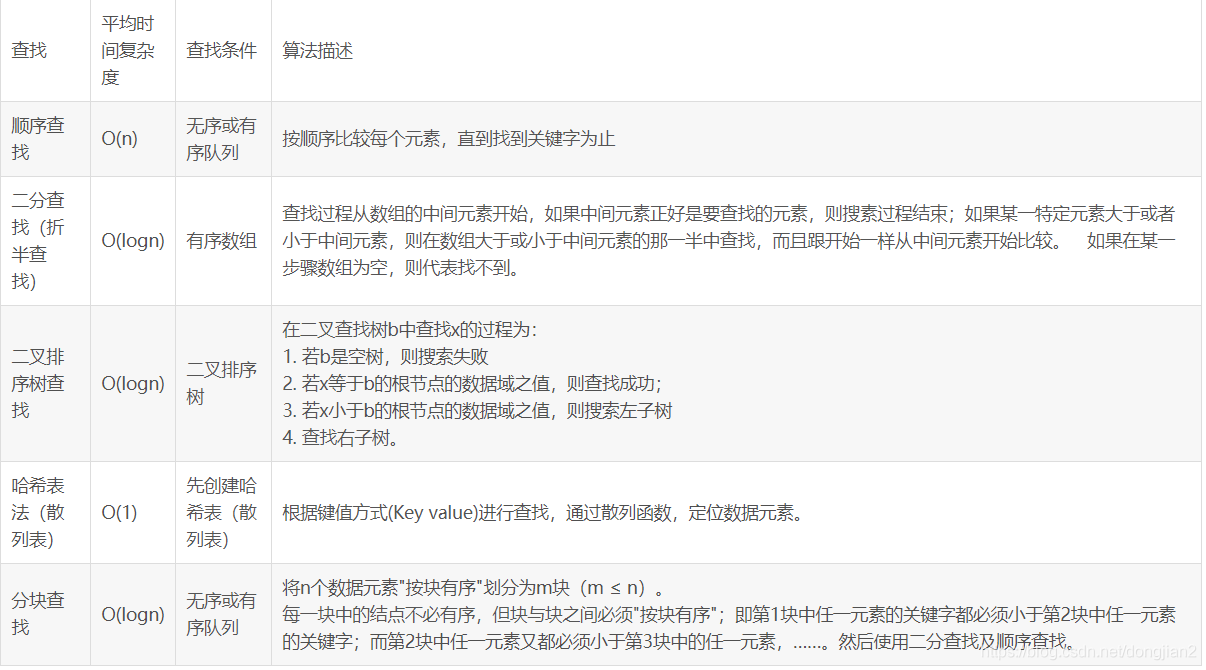 查找
平均时
间复杂
度
查找条件
算法描述
顺序查
找
O(n)
无序或有
序队列
按顺序比较每个元素，直到找到关键字为止
二分查
找（折
半查
找）
O(logn)
有序数组
查找过程从数组的中间元素开始，如果中间元素正好是要查找的元素，则搜素过程结束；如果某一特定元素大于或者
小于中间元素，则在数组大于或小于中间元素的那一半中查找，而且跟开始一样从中间元素开始比较。 如果在某一
步骤数组为空，则代表找不到。
二叉排
序树查
找
O(logn)
二叉排序
树
在二叉查找树b中查找x的过程为：
1. 若b是空树，则搜索失败
2. 若x等于b的根节点的数据域之值，则查找成功；
3. 若x小于b的根节点的数据域之值，则搜索左子树
4. 查找右子树。
哈希表
法（散
列表）
O(1)
先创建哈
希表（散
列表）
根据键值方式(Key value)进行查找，通过散列函数，定位数据元素。
分块查
找
O(logn)
无序或有
序队列
将n个数据元素"按块有序"划分为m块（m ≤ n）。
每一块中的结点不必有序，但块与块之间必须"按块有序"；即第1块中任一元素的关键字都必须小于第2块中任一元素
的关键字；而第2块中任一元素又都必须小于第3块中的任一元素，……。然后使用二分查找及顺序查找。
https://blog.csdn.net/dongjian2